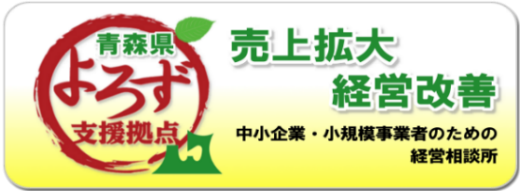 青森県
よろず
支援拠点
売上拡大
経営改善
中小企業・小規模事業者のための
経営相談所